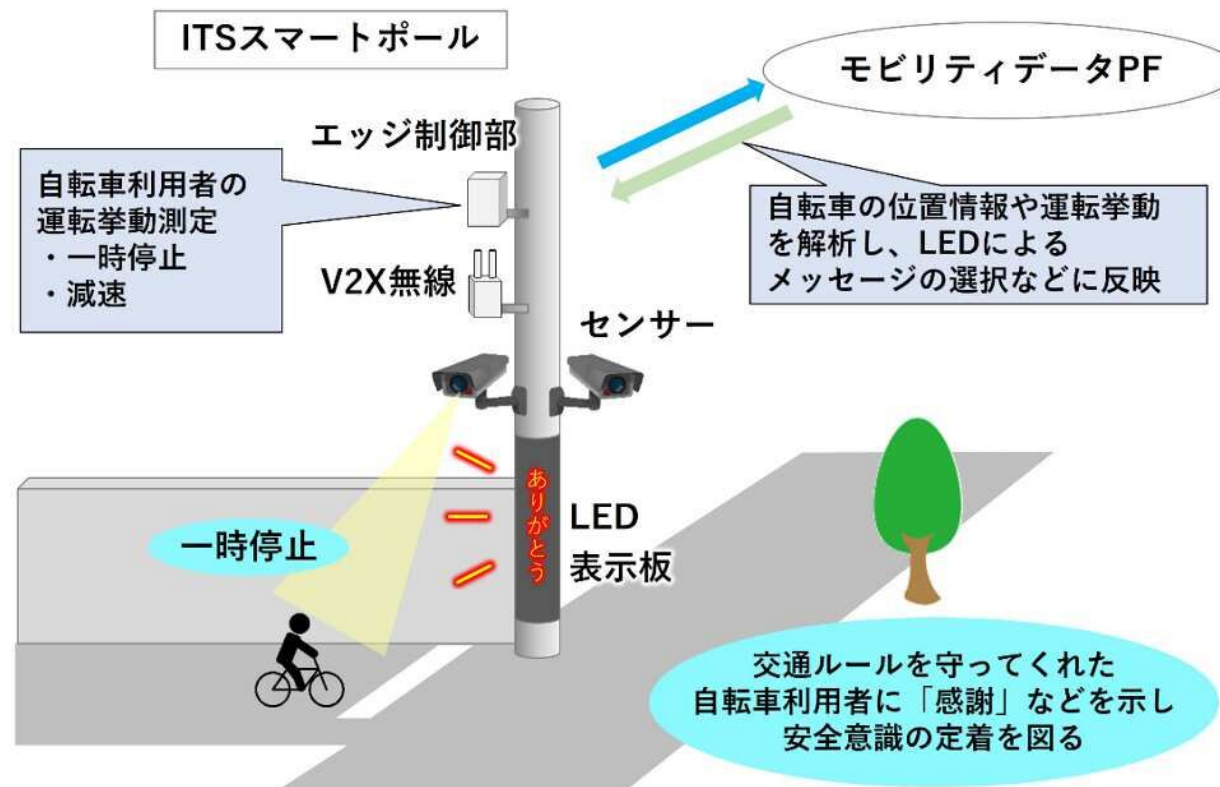 ITSスマートポール
モビリティデータPF
エッジ制御部
自転車利用者の
運転挙動測定
・一時停止
・減速
自転車の位置情報や運転挙動
を解析し、LEDによる
メッセージの選択などに反映
V2X無線
センサー
ありがとう
LED
表示板
一時停止
交通ルールを守ってくれた
自転車利用者に「感謝」などを示し
安全意識の定着を図る